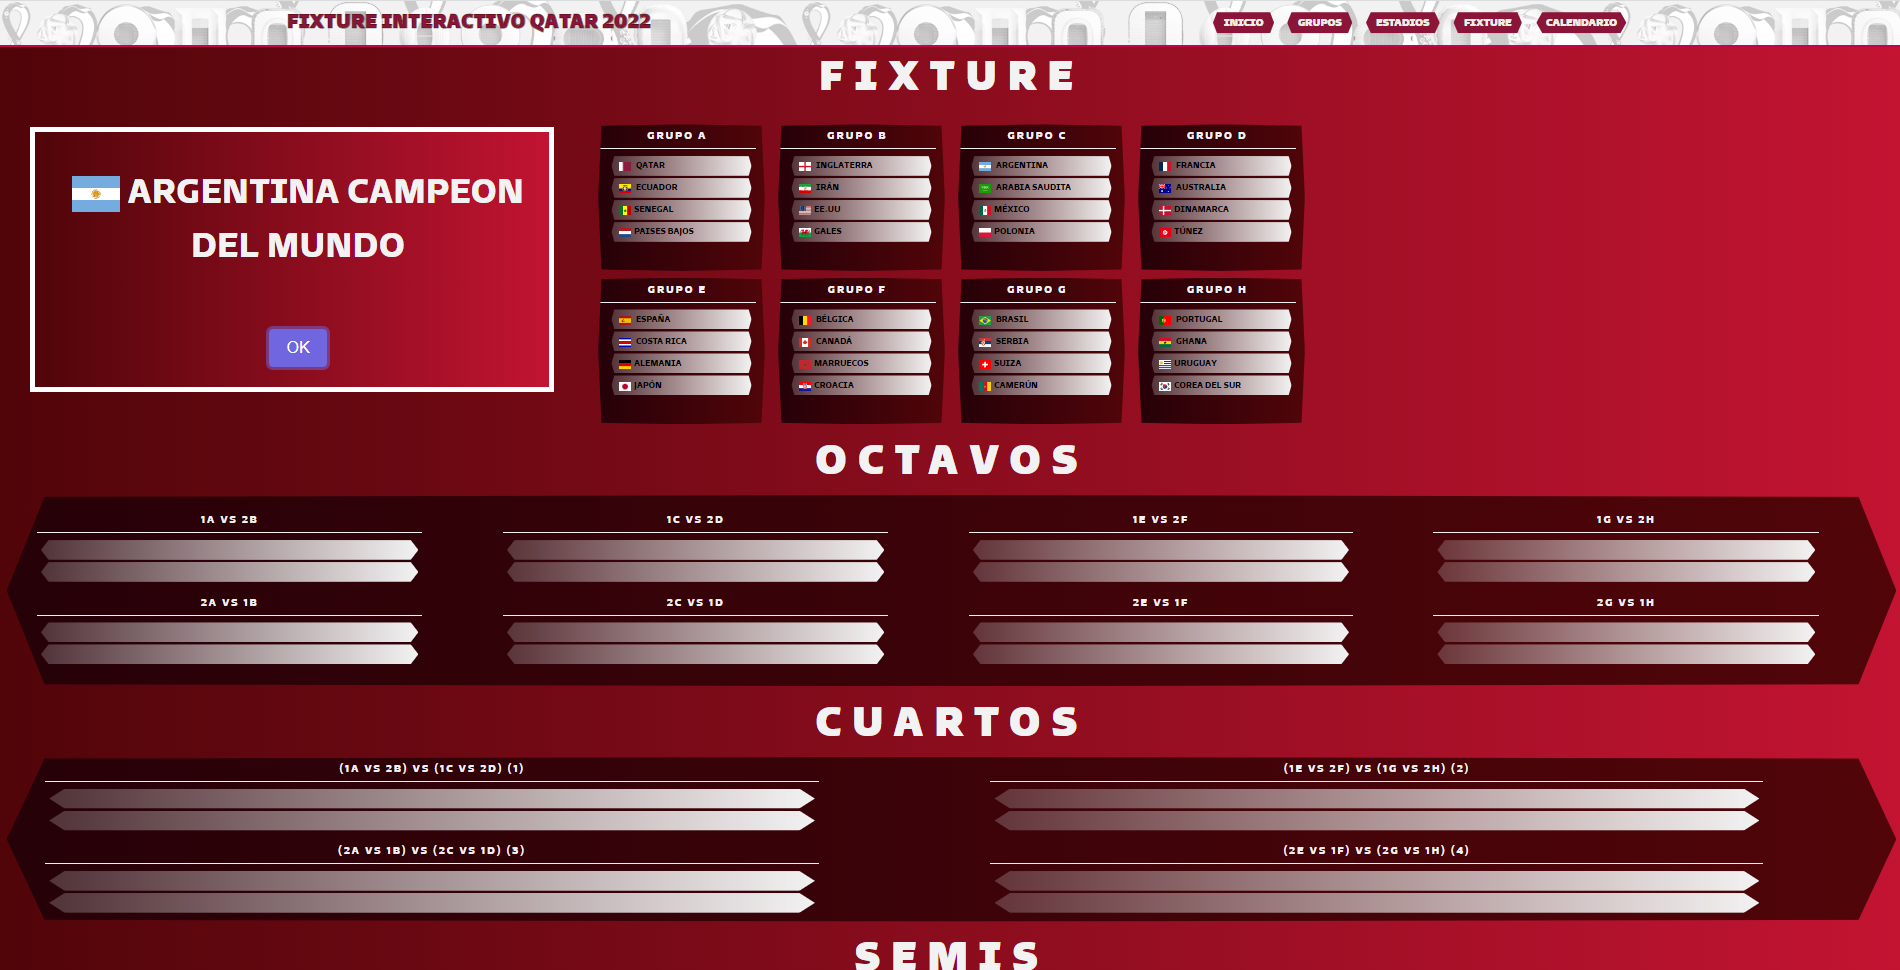 FIXTURE INTERACTIVO QATAR 2022
INICIO
GRUPOS
ESTADIOS
FIXTURE
CALENDARIO
FIXTURE
ARGENTINA CAMPEON
DEL MUNDO
OK
GRUPO A
QATAR
ECUADOR
SENEGAL
PAISES BAJOS
GRUPO B
INGLATERRA
IRÁN
EE.UU
GALES
GRUPO C
ARGENTINA
ARABIA SAUDITA
MÉXICO
POLONIA
GRUPO D
FRANCIA
AUSTRALIA
DINAMARCA
TÚNEZ
GRUPO E
ESPAÑA
COSTA RICA
ALEMANIA
JAPÓN
GRUPO F
BÉLGICA
CANADÁ
MARRUECOS
CROACIA
GRUPO G
BRASIL
SERBIA
SUIZA
CAMERÚN
GRUPO H
PORTUGAL
GHANA
URUGUAY
COREA DEL SUR
OCTAVOS
1A VS 2B
1C VS 2D
1E VS 2F
1G VS 2H
2A VS 1B
2C VS 1D
2E VS 1F
2G VS 1H
CUARTOS
(1A VS 2B) VS (1C VS 2D) (1)
(1E VS 2F) VS (1G VS 2H) (2)
(2A VS 1B) VS (2C VS 1D) (3)
(2E VS 1F) VS (2G VS 1H) (4)
SEMIS